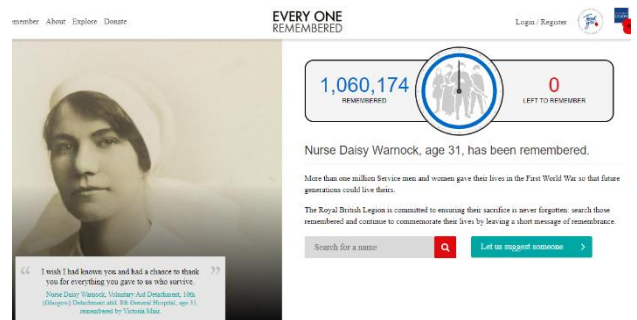 Remember About Explore Donate
EVERY ONE
REMEMBERED
Login / Register
1,060,174
REMEMBERED
0
LEFT TO REMEMBER
Nurse Daisy Warnock, age 31, has been remembered.
More than one million Service men and women gave their lives in the First World War so that future
generations could live theirs.
The Royal British Legion is committed to ensuring their sacrifice is never forgotten: search those
remembered and continue to commemorate their lives by leaving a short message of remembrance.
Search for a name
Let us suggest someone
“ I wish I had known you and had a chance to thank ”
you for everything you gave to us who survive.
Nurse Daisy Warnock, Voluntary Aid Detachment, 10th
(Glasgow) Detachment attd. 8th General Hospital, age 31,
remembered by Victoria Muir.